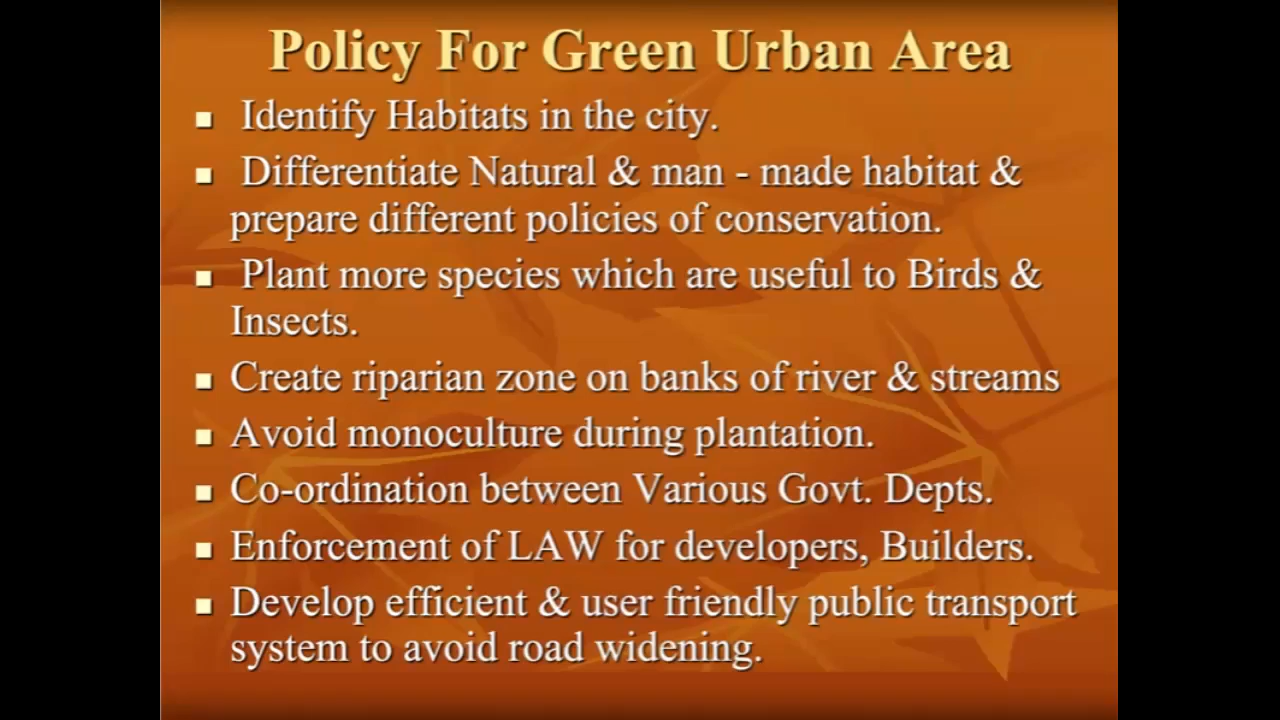 Policy For Green Urban Area
Identify Habitats in the city.
Differentiate Natural & man - made habitat &
prepare different policies of conservation.
Plant more species which are useful to Birds &
Insects.
Create riparian zone on banks of river & streams
Avoid monoculture during plantation.
Co-ordination between Various Govt. Depts.
Enforcement of LAW for developers, Builders.
Develop efficient & user friendly public transport
system to avoid road widening.